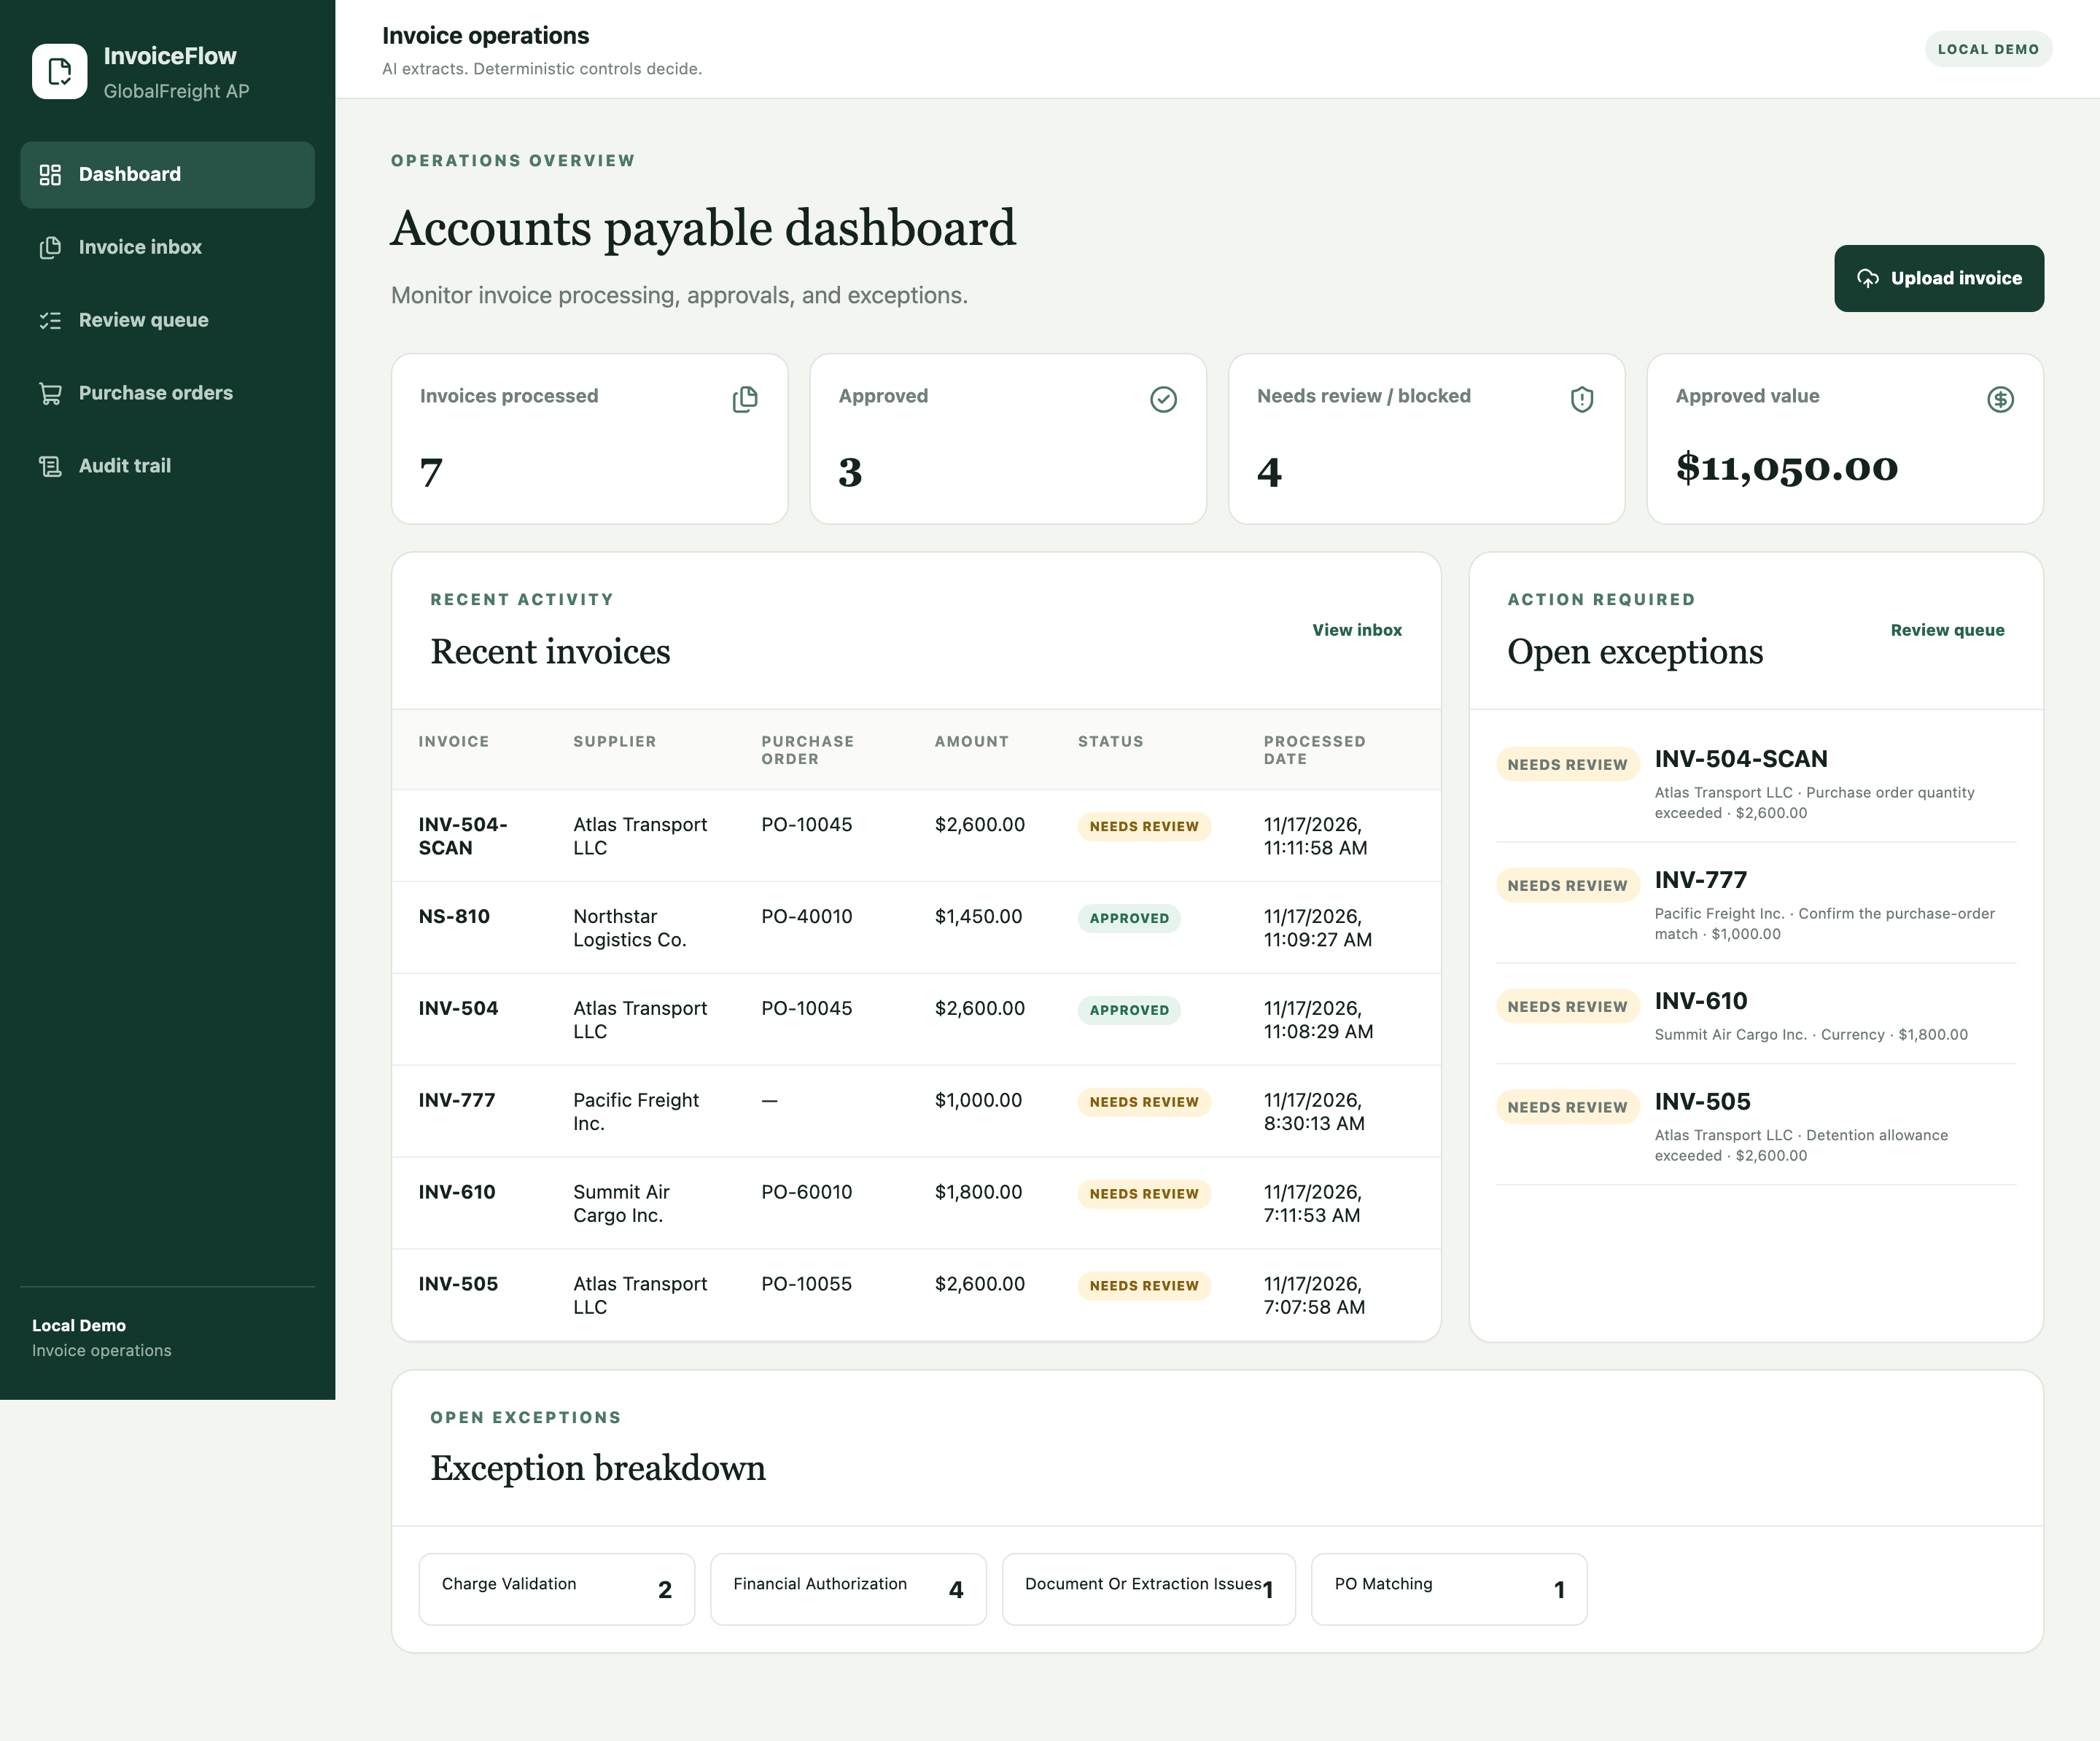 InvoiceFlow
GlobalFreight AP
Dashboard
Invoice inbox
Review queue
Purchase orders
Audit trail
Local Demo
Invoice operations
Invoice operations
AI extracts. Deterministic controls decide.
LOCAL DEMO
OPERATIONS OVERVIEW
Accounts payable dashboard
Monitor invoice processing, approvals, and exceptions.
Upload invoice
Invoices processed
7
Approved
3
Needs review / blocked
4
Approved value
$11,050.00
RECENT ACTIVITY
Recent invoices
View inbox
INVOICE SUPPLIER PURCHASE ORDER AMOUNT STATUS PROCESSED DATE
INV-504-SCAN Atlas Transport LLC PO-10045 $2,600.00 NEEDS REVIEW 11/17/2026, 11:11:58 AM
NS-810 Northstar Logistics Co. PO-40010 $1,450.00 APPROVED 11/17/2026, 11:09:27 AM
INV-504 Atlas Transport LLC PO-10045 $2,600.00 APPROVED 11/17/2026, 11:08:29 AM
INV-777 Pacific Freight Inc. — $1,000.00 NEEDS REVIEW 11/17/2026, 8:30:13 AM
INV-610 Summit Air Cargo Inc. PO-60010 $1,800.00 NEEDS REVIEW 11/17/2026, 7:11:53 AM
INV-505 Atlas Transport LLC PO-10055 $2,600.00 NEEDS REVIEW 11/17/2026, 7:07:58 AM
ACTION REQUIRED
Open exceptions
Review queue
NEEDS REVIEW INV-504-SCAN
Atlas Transport LLC · Purchase order quantity
exceeded · $2,600.00
NEEDS REVIEW INV-777
Pacific Freight Inc. · Confirm the purchase-order
match · $1,000.00
NEEDS REVIEW INV-610
Summit Air Cargo Inc. · Currency · $1,800.00
NEEDS REVIEW INV-505
Atlas Transport LLC · Detention allowance
exceeded · $2,600.00
OPEN EXCEPTIONS
Exception breakdown
Charge Validation 2
Financial Authorization 4
Document Or Extraction Issues 1
PO Matching 1